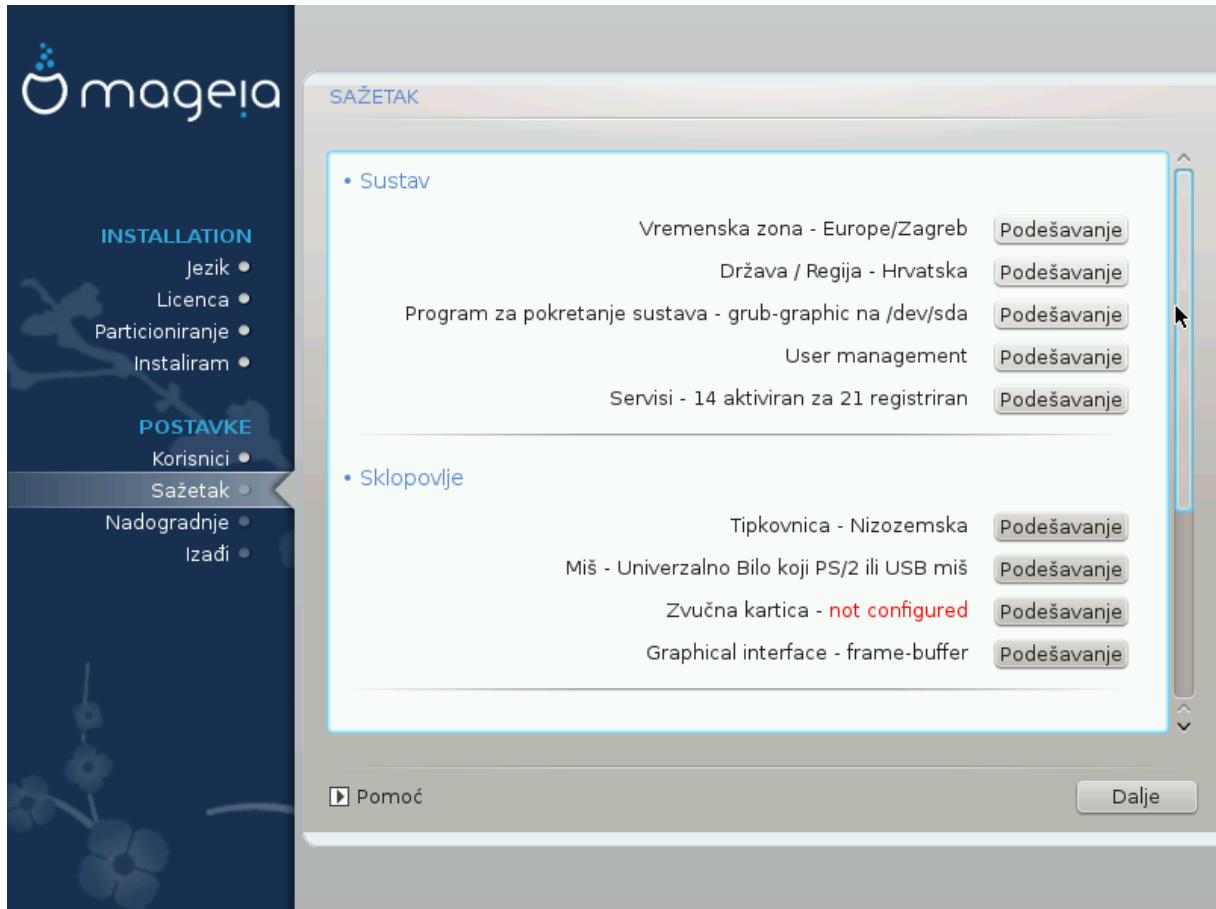 mageia
INSTALLATION
Jezik
Licenca
Particioniranje
Instaliram
POSTAVKE
Korisnici
Sažetak
Nadogradnje
Izađi
SAŽETAK
• Sustav
Vremenska zona - Europe/Zagreb Podešavanje
Država / Regija - Hrvatska Podešavanje
Program za pokretanje sustava - grub-graphic na /dev/sda Podešavanje
User management Podešavanje
Servisi - 14 aktiviran za 21 registriran Podešavanje
• Sklopovlje
Tipkovnica - Nizozemska Podešavanje
Miš - Univerzalno Bilo koji PS/2 ili USB miš Podešavanje
Zvučna kartica - not configured Podešavanje
Graphical interface - frame-buffer Podešavanje
Pomoć
Dalje